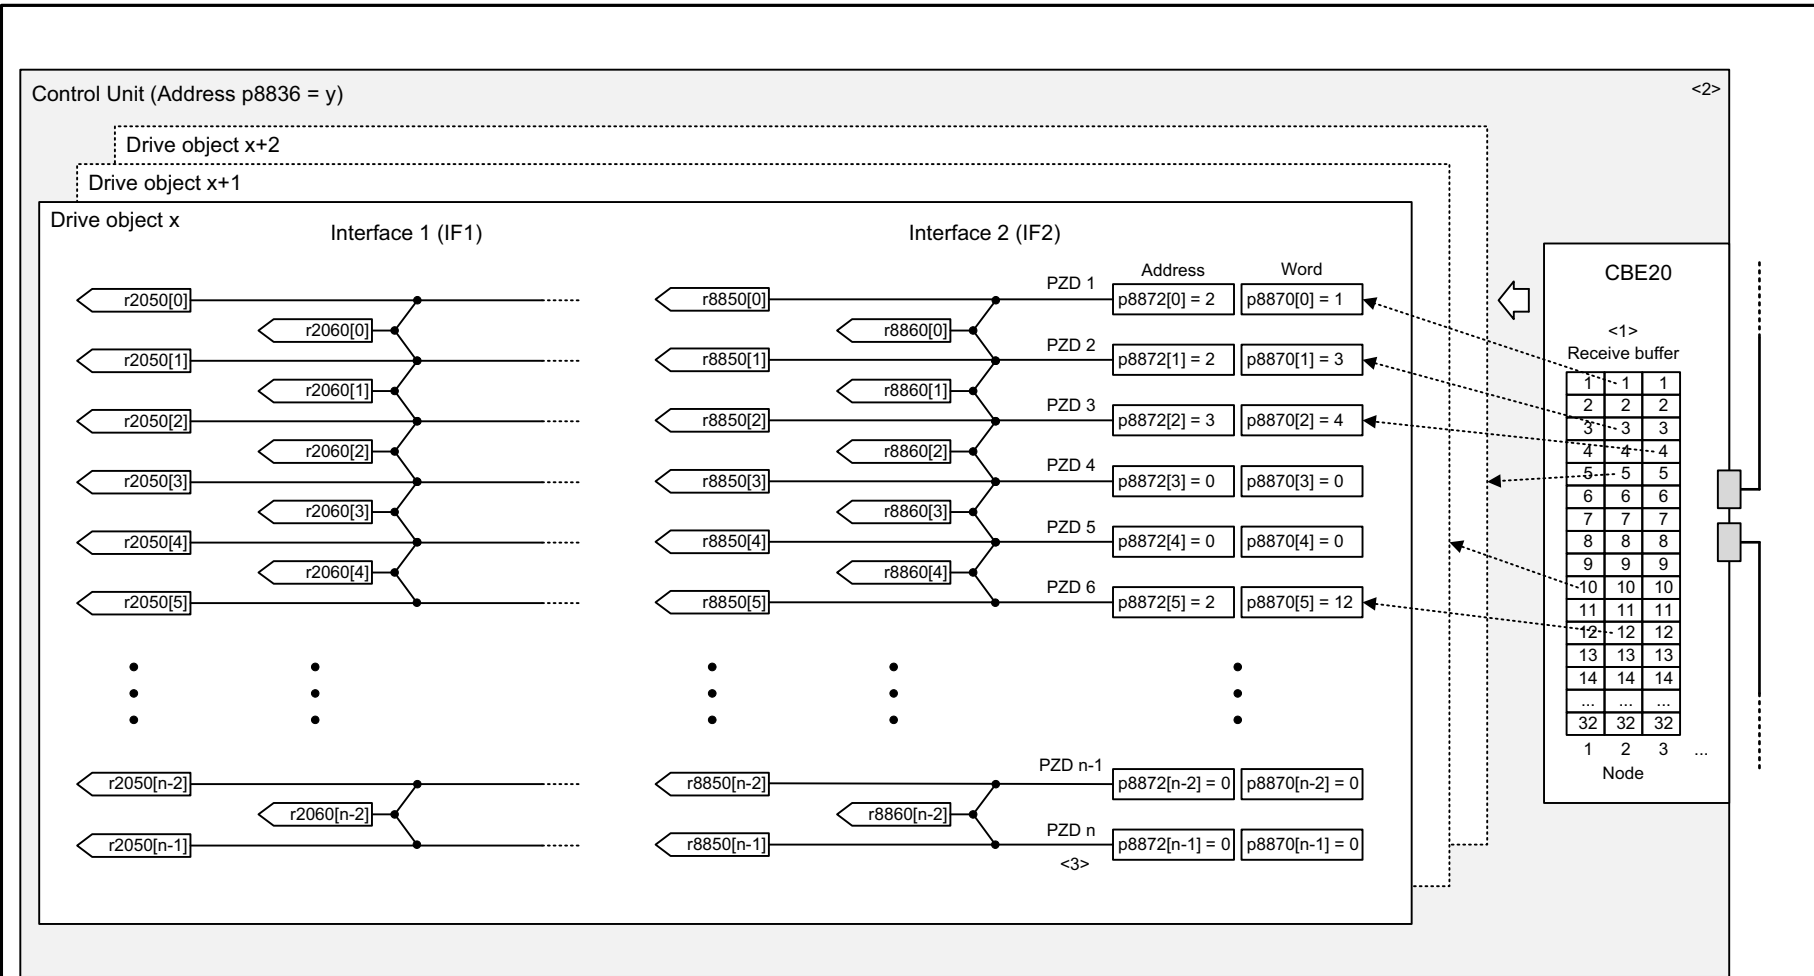 Control Unit (Address p8836 = y)
<2>
Drive object x+2
Drive object x+1
Drive object x
Interface 1 (IF1)
Interface 2 (IF2)
CBE20
Address Word
r2050[0] r8850[0] PZD 1 p8872[0] = 2 p8870[0] = 1
r2060[0] r8860[0]
r2050[1] r8850[1] PZD 2 p8872[1] = 2 p8870[1] = 3
r2060[1] r8860[1]
r2050[2] r8850[2] PZD 3 p8872[2] = 3 p8870[2] = 4
r2060[2] r8860[2]
r2050[3] r8850[3] PZD 4 p8872[3] = 0 p8870[3] = 0
r2060[3] r8860[3]
r2050[4] r8850[4] PZD 5 p8872[4] = 0 p8870[4] = 0
r2060[4] r8860[4]
r2050[5] r8850[5] PZD 6 p8872[5] = 2 p8870[5] = 12
r2050[n-2] r8850[n-2] PZD n-1 p8872[n-2] = 0 p8870[n-2] = 0
r2060[n-2] r8860[n-2]
r2050[n-1] r8850[n-1] PZD n p8872[n-1] = 0 p8870[n-1] = 0
<3>
<1>
Receive buffer
1 1 1
2 2 2
3 3 3
4 4 4
5 5 5
6 6 6
7 7 7
8 8 8
9 9 9
10 10 10
11 11 11
12 12 12
13 13 13
14 14 14
... ... ...
32 32 32
1 2 3 ...
Node